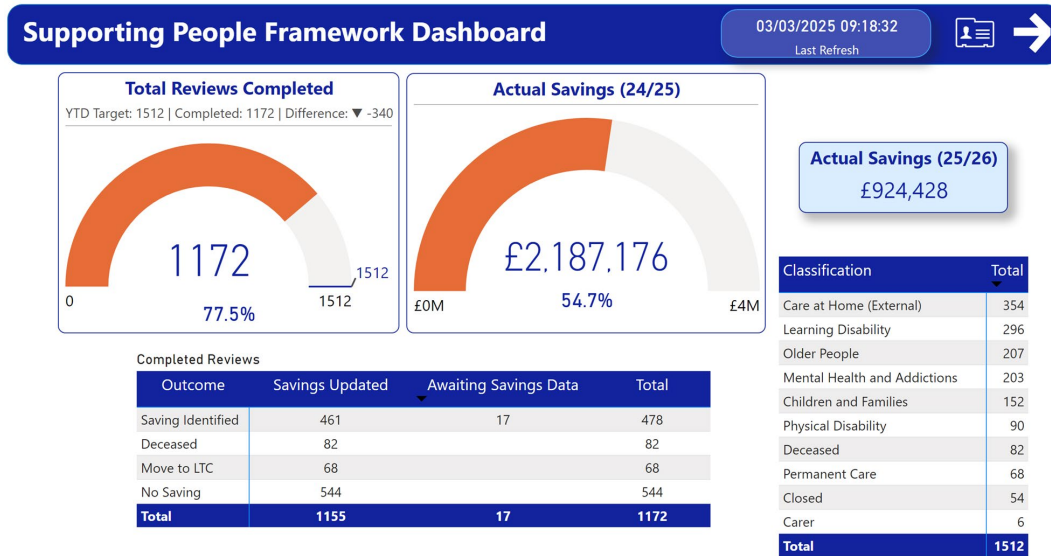 Supporting People Framework Dashboard
03/03/2025 09:18:32
Last Refresh
Total Reviews Completed
YTD Target: 1512 | Completed: 1172 | Difference: ▼ -340
1172
77.5%
0
1512
1512
Actual Savings (24/25)
£2,187,176
54.7%
£0M
£4M
Actual Savings (25/26)
£924,428
Completed Reviews
Outcome Savings Updated Awaiting Savings Data Total
Saving Identified 461 17 478
Deceased 82 82
Move to LTC 68 68
No Saving 544 544
Total 1155 17 1172
Classification Total
Care at Home (External) 354
Learning Disability 296
Older People 207
Mental Health and Addictions 203
Children and Families 152
Physical Disability 90
Deceased 82
Permanent Care 68
Closed 54
Carer 6
Total 1512